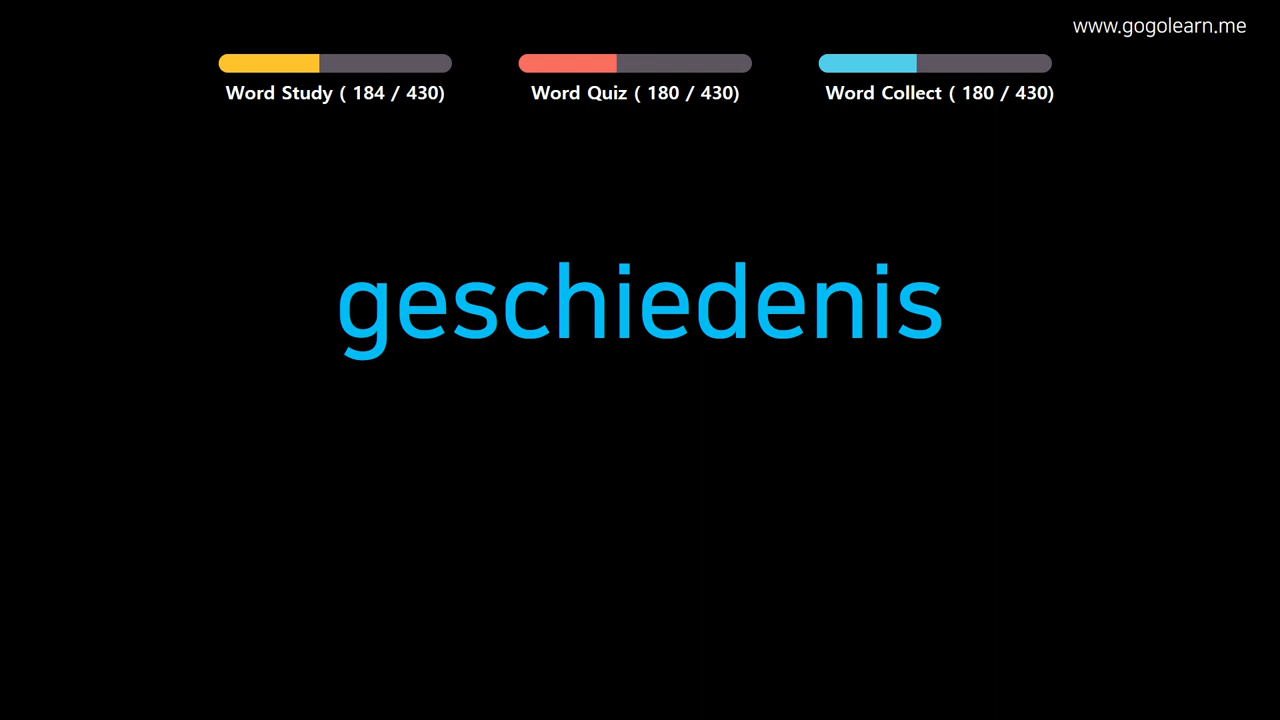 www.gogolearn.me
Word Study ( 184 / 430)
Word Quiz ( 180 / 430)
Word Collect ( 180 / 430)
geschiedenis